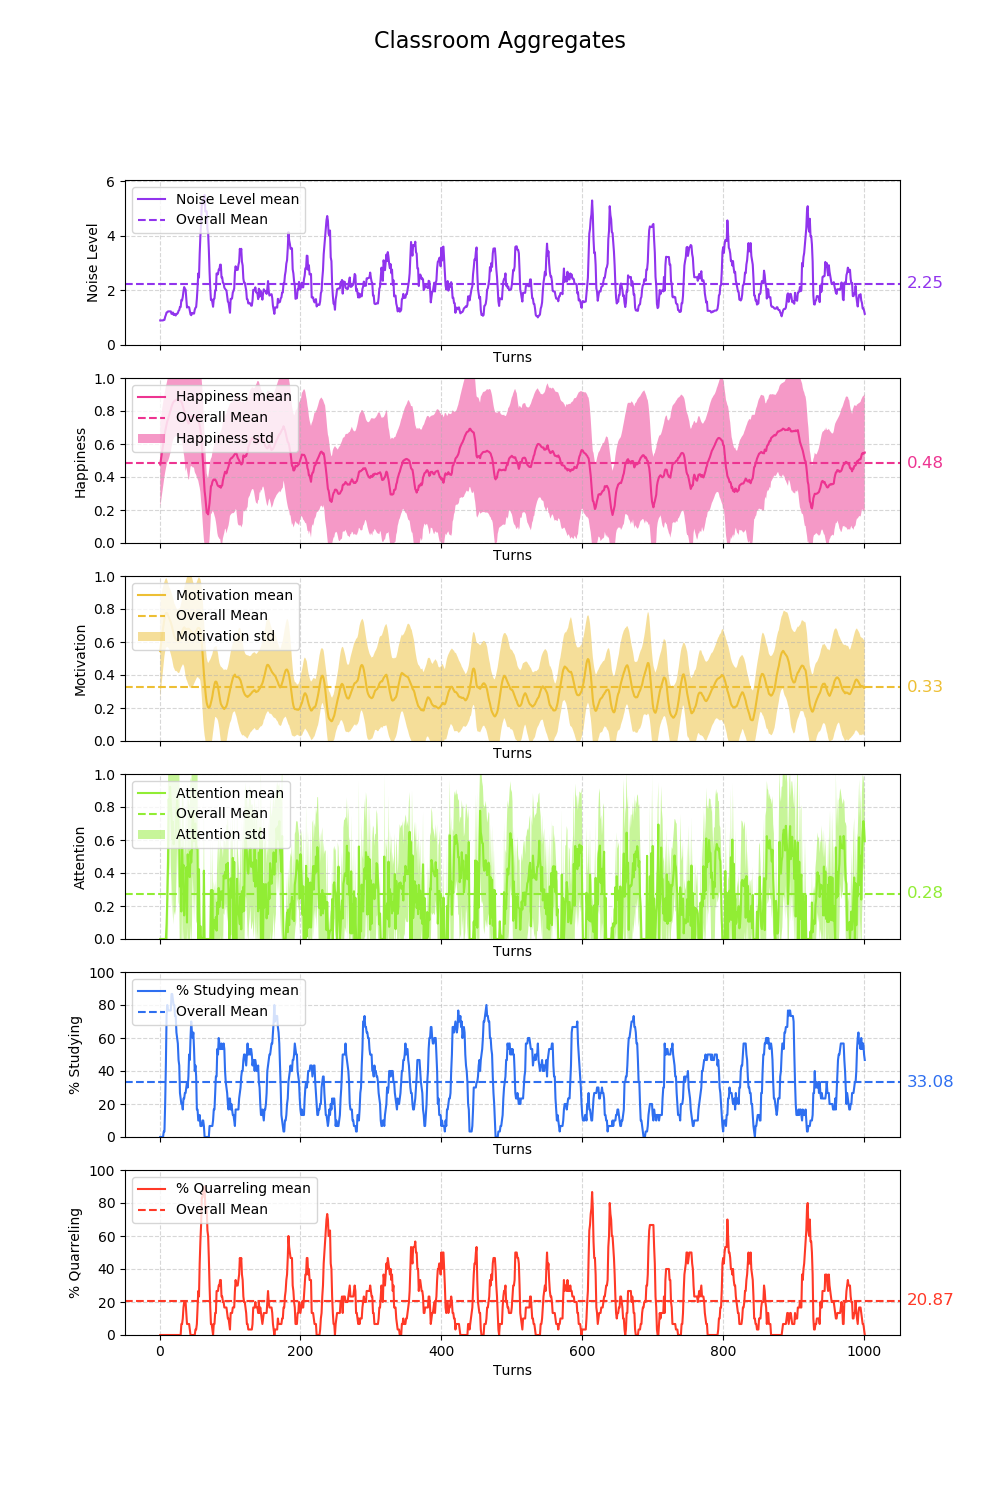 Classroom Aggregates
6
4
2
0
Noise Level
Noise Level mean
Overall Mean
2.25
Turns
1.0
0.8
0.6
0.4
0.2
0.0
Happiness
Happiness mean
Overall Mean
Happiness std
0.48
Turns
1.0
0.8
0.6
0.4
0.2
0.0
Motivation
Motivation mean
Overall Mean
Motivation std
0.33
Turns
1.0
0.8
0.6
0.4
0.2
0.0
Attention
Attention mean
Overall Mean
Attention std
0.28
Turns
100
80
60
40
20
0
% Studying
% Studying mean
Overall Mean
33.08
Turns
100
80
60
40
20
0
% Quarreling
% Quarreling mean
Overall Mean
20.87
0 200 400 600 800 1000
Turns